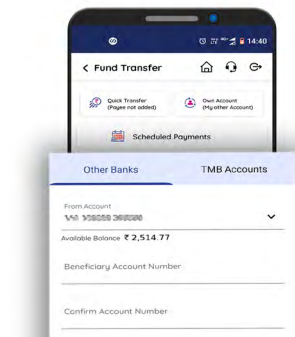 14:40
Fund Transfer
Quick Transfer
(Payee not added)
Own Account
(My other Account)
Scheduled Payments
Other Banks
TMB Accounts
From Account
Available Balance ₹ 2,514.77
Beneficiary Account Number
Confirm Account Number